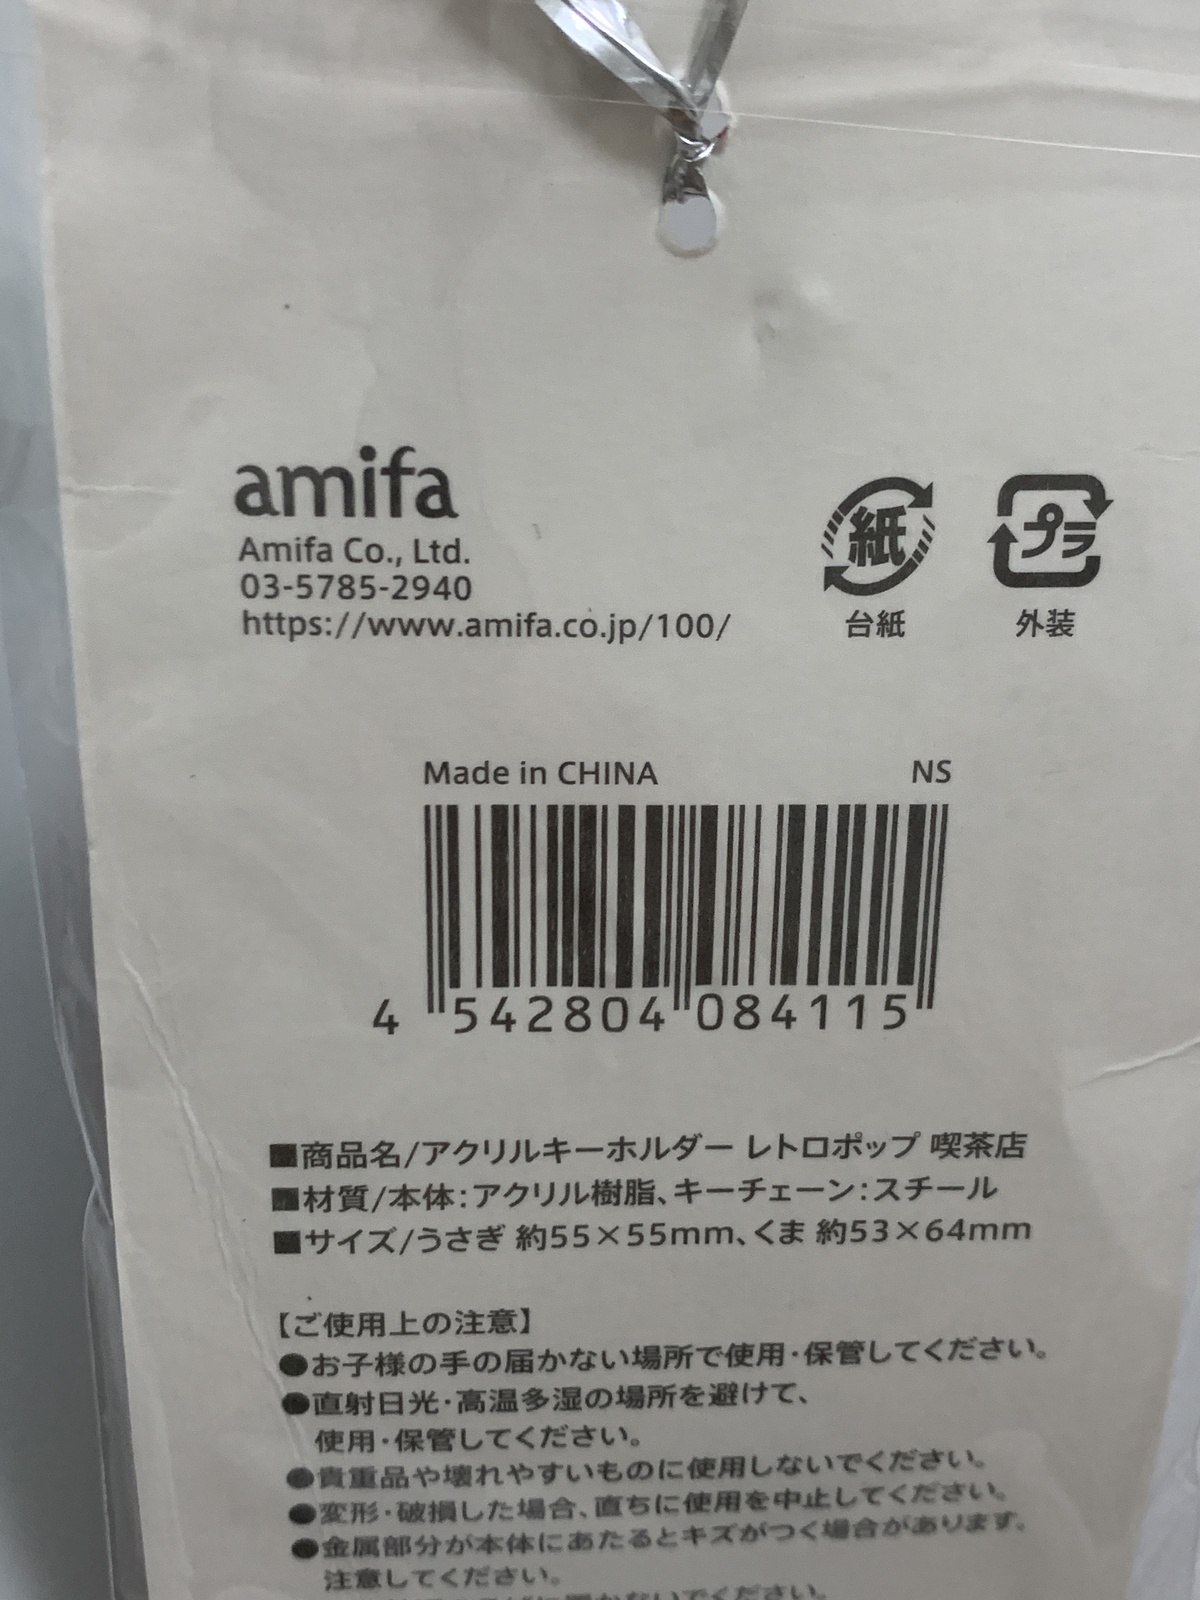 amifa
Amifa Co., Ltd.
03-5785-2940
https://www.amifa.co.jp/100/
紙
台紙
プラ
外装
Made in CHINA NS
4 542804 084115
■商品名/アクリルキーホルダー レトロポップ 喫茶店
■材質/本体:アクリル樹脂、キーチェーン:スチール
■サイズ/うさぎ 約55×55mm、くま 約53×64mm
【ご使用上の注意】
●お子様の手の届かない場所で使用・保管してください。
●直射日光・高温多湿の場所を避けて、
使用・保管してください。
●貴重品や壊れやすいものに使用しないでください。
●変形・破損した場合、直ちに使用を中止してください。
●金属部分が本体にあたるとキズがつく場合があります。
注意してください。
ないでください。